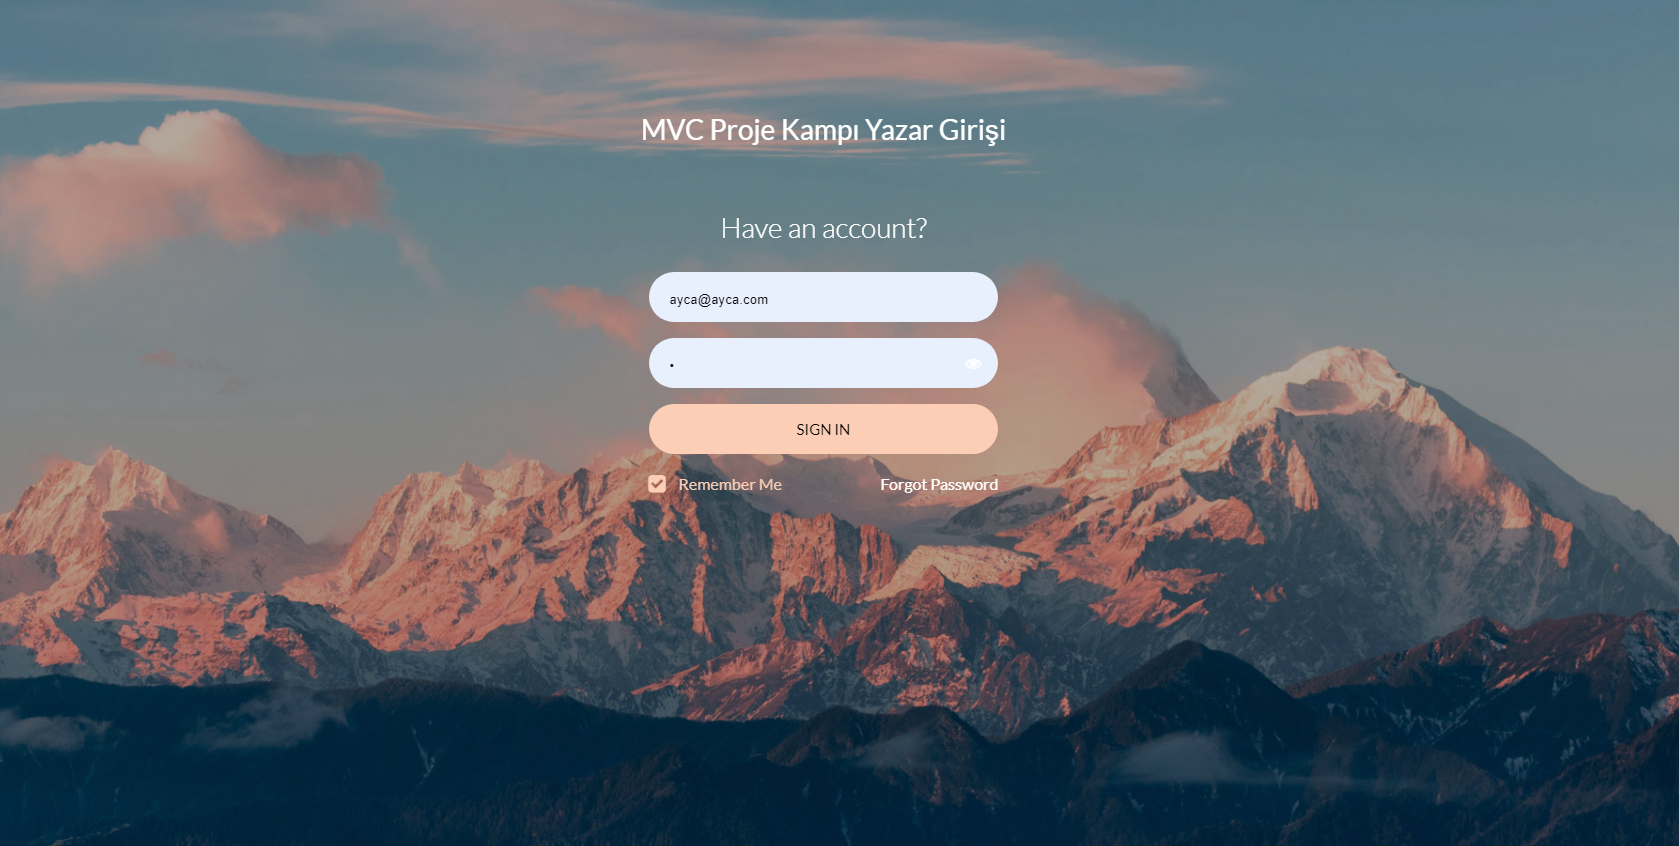 MVC Proje Kampı Yazar Girişi
Have an account?
ayca@ayca.com
•
SIGN IN
Remember Me
Forgot Password